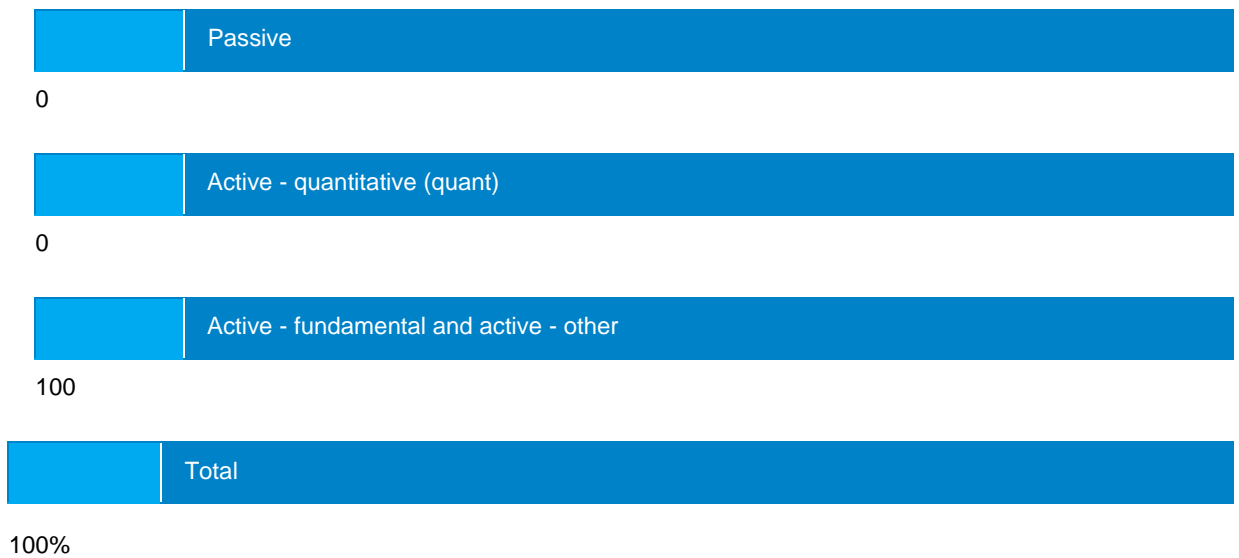 Passive
0
Active - quantitative (quant)
0
Active - fundamental and active - other
100
Total
100%